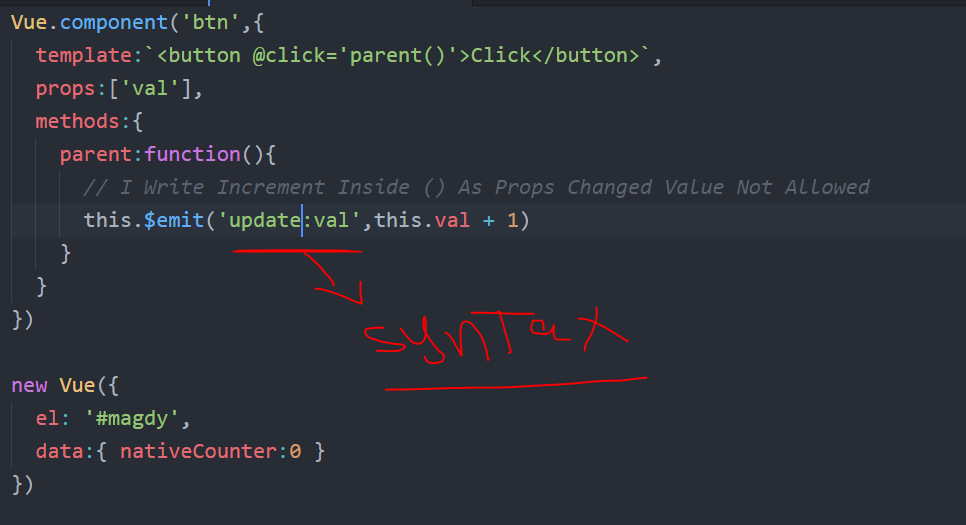 Vue.component('btn',{
template:`<button @click='parent()'>Click</button>`,
props:['val'],
methods:{
parent:function(){
// I Write Increment Inside () As Props Changed Value Not Allowed
this.$emit('update:val',this.val + 1)
}
}
})
SynTax
new Vue({
el: '#magdy',
data:{ nativeCounter:0 }
})